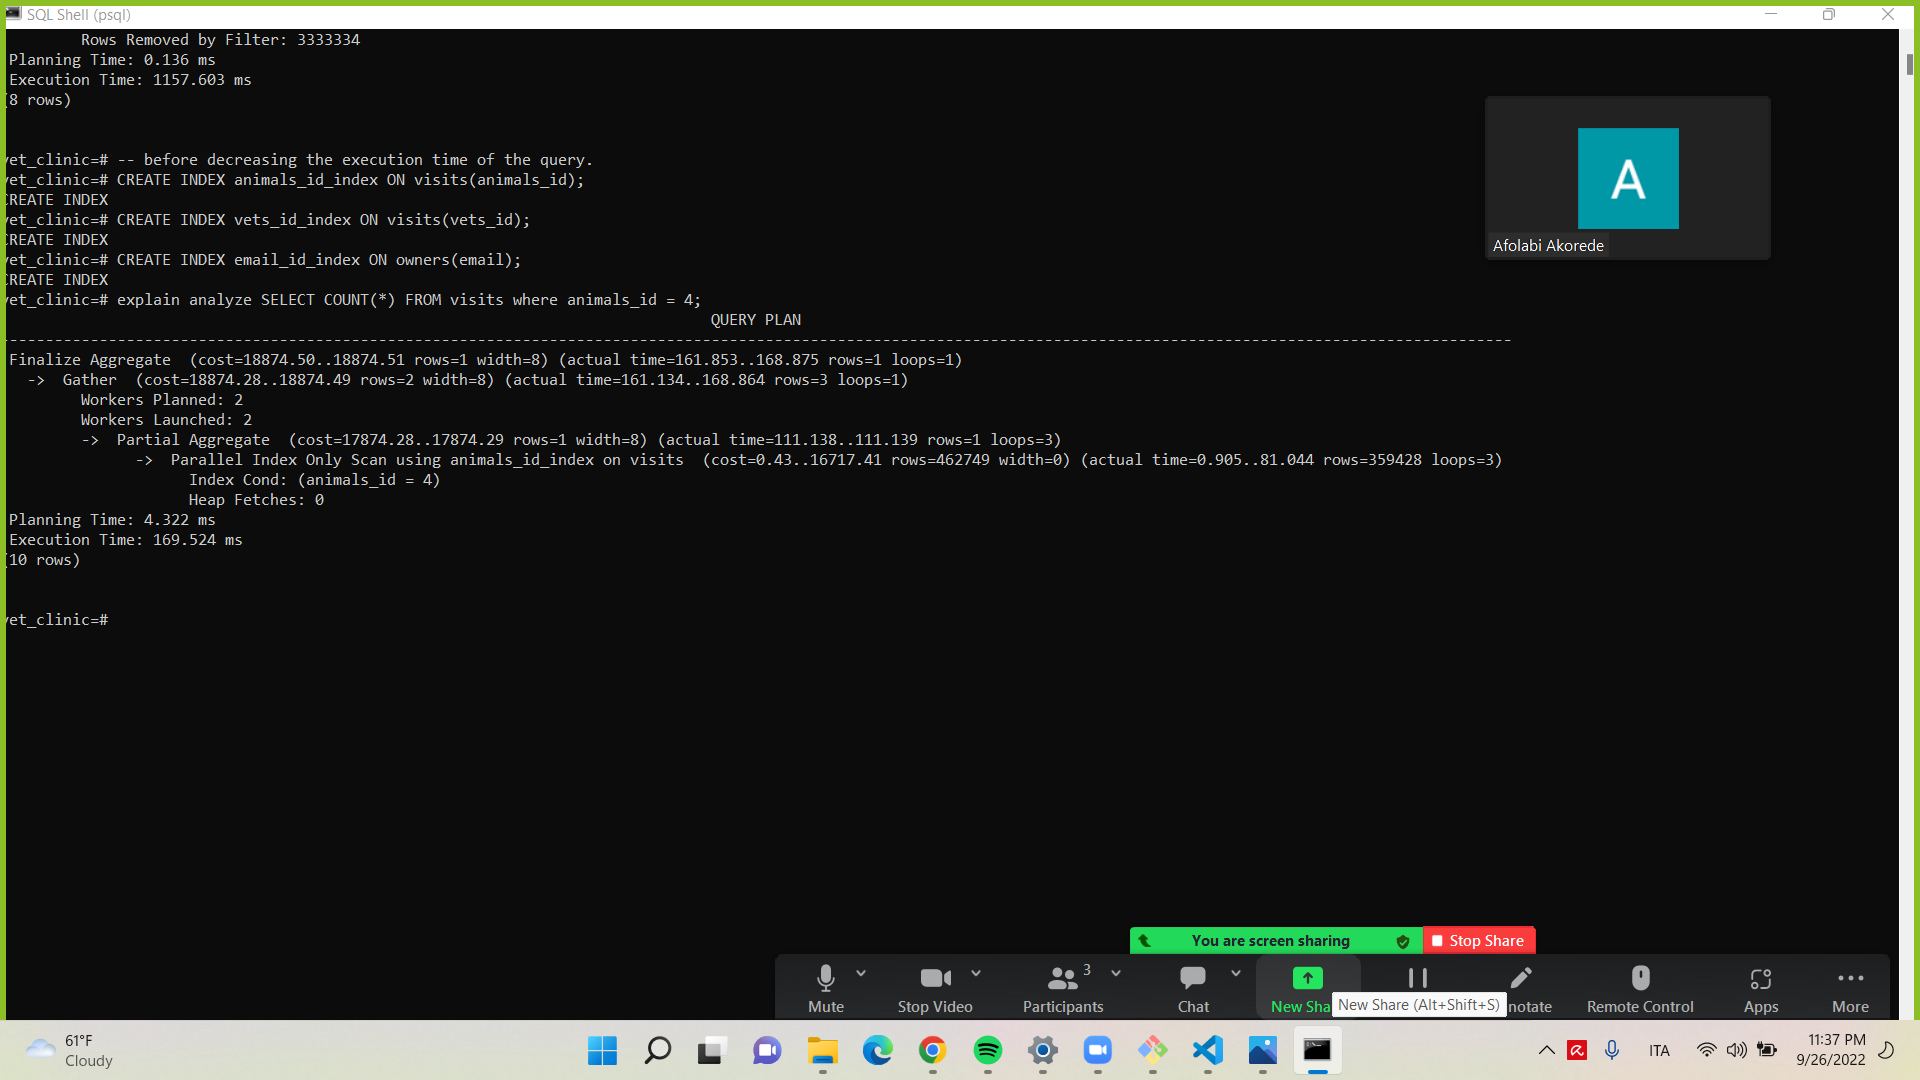 SQL Shell (psql)
Rows Removed by Filter: 3333334
Planning Time: 0.136 ms
Execution Time: 1157.603 ms
(8 rows)
vet_clinic=# -- before decreasing the execution time of the query.
vet_clinic=# CREATE INDEX animals_id_index ON visits(animals_id);
CREATE INDEX
vet_clinic=# CREATE INDEX vets_id_index ON visits(vets_id);
CREATE INDEX
vet_clinic=# CREATE INDEX email_id_index ON owners(email);
CREATE INDEX
vet_clinic=# explain analyze SELECT COUNT(*) FROM visits where animals_id = 4;
QUERY PLAN
-----------------------------------------------------------------------------------------------------------------------------------------------------------------------
Finalize Aggregate  (cost=18874.50..18874.51 rows=1 width=8) (actual time=161.853..168.875 rows=1 loops=1)
->  Gather  (cost=18874.28..18874.49 rows=2 width=8) (actual time=161.134..168.864 rows=3 loops=1)
Workers Planned: 2
Workers Launched: 2
->  Partial Aggregate  (cost=17874.28..17874.29 rows=1 width=8) (actual time=111.138..111.139 rows=1 loops=3)
->  Parallel Index Only Scan using animals_id_index on visits  (cost=0.43..16717.41 rows=462749 width=0) (actual time=0.905..81.044 rows=359428 loops=3)
Index Cond: (animals_id = 4)
Heap Fetches: 0
Planning Time: 4.322 ms
Execution Time: 169.524 ms
(10 rows)
vet_clinic=#
A
Afolabi Akorede
You are screen sharing
Stop Share
3
Mute
Stop Video
Participants
Chat
New Sha
New Share (Alt+Shift+S)
notate
Remote Control
Apps
More
61°F
Cloudy
ITA
11:37 PM
9/26/2022